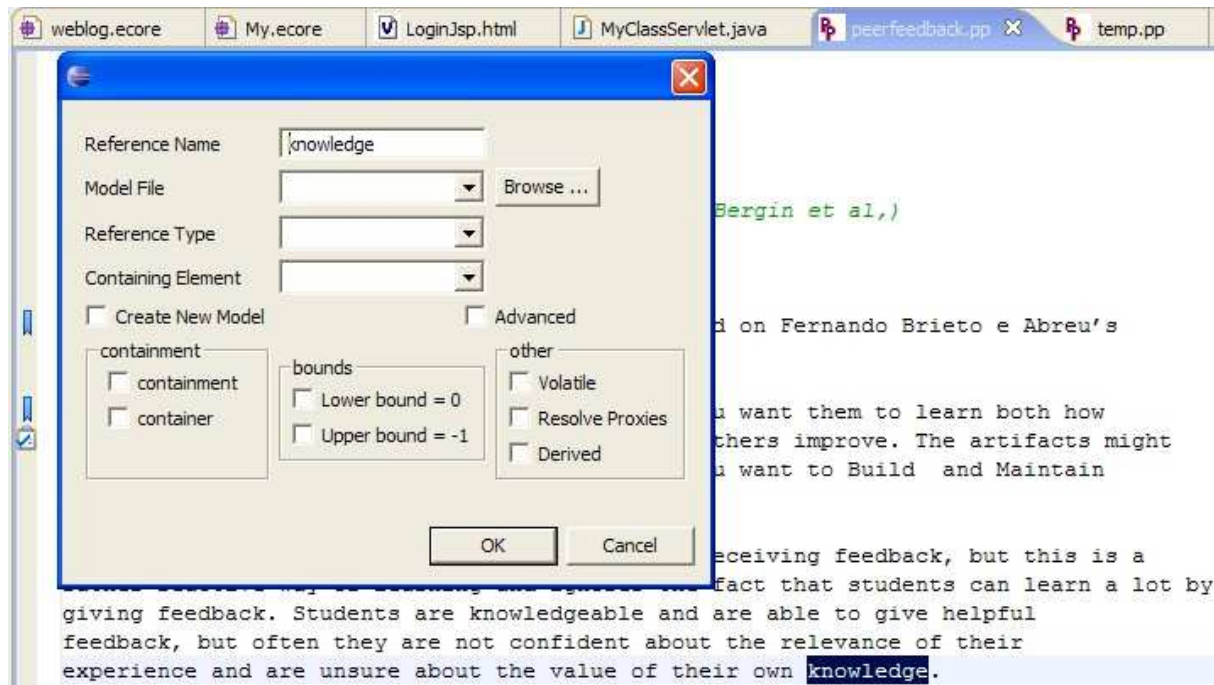 weblog.ecore My.ecore LoginJsp.html MyClassServlet.java peerfeedback.pp temp.pp
Reference Name knowledge
Model File Browse ...
Reference Type
Containing Element
Create New Model Advanced
containment
containment
container
bounds
Lower bound = 0
Upper bound = -1
other
Volatile
Resolve Proxies
Derived
OK Cancel
Bergin et al,)
d on Fernando Brieto e Abreu's
u want them to learn both how
thers improve. The artifacts might
u want to Build and Maintain
eceiving feedback, but this is a
fact that students can learn a lot by
giving feedback. Students are knowledgeable and are able to give helpful
feedback, but often they are not confident about the relevance of their
experience and are unsure about the value of their own knowledge.